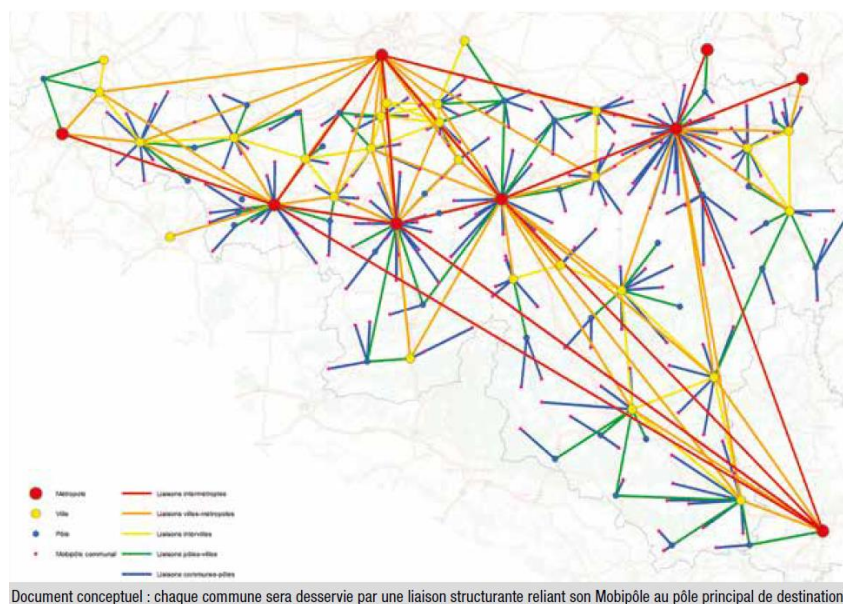 Métropole
Ville
Pôle
Mobipôle communal
Liaisons intermétroples
Liaisons villes-métropoles
Liaisons intervilles
Liaisons pôles-villes
Liaisons communes-pôles
Document conceptuel : chaque commune sera desservie par une liaison structurante reliant son Mobipôle au pôle principal de destination